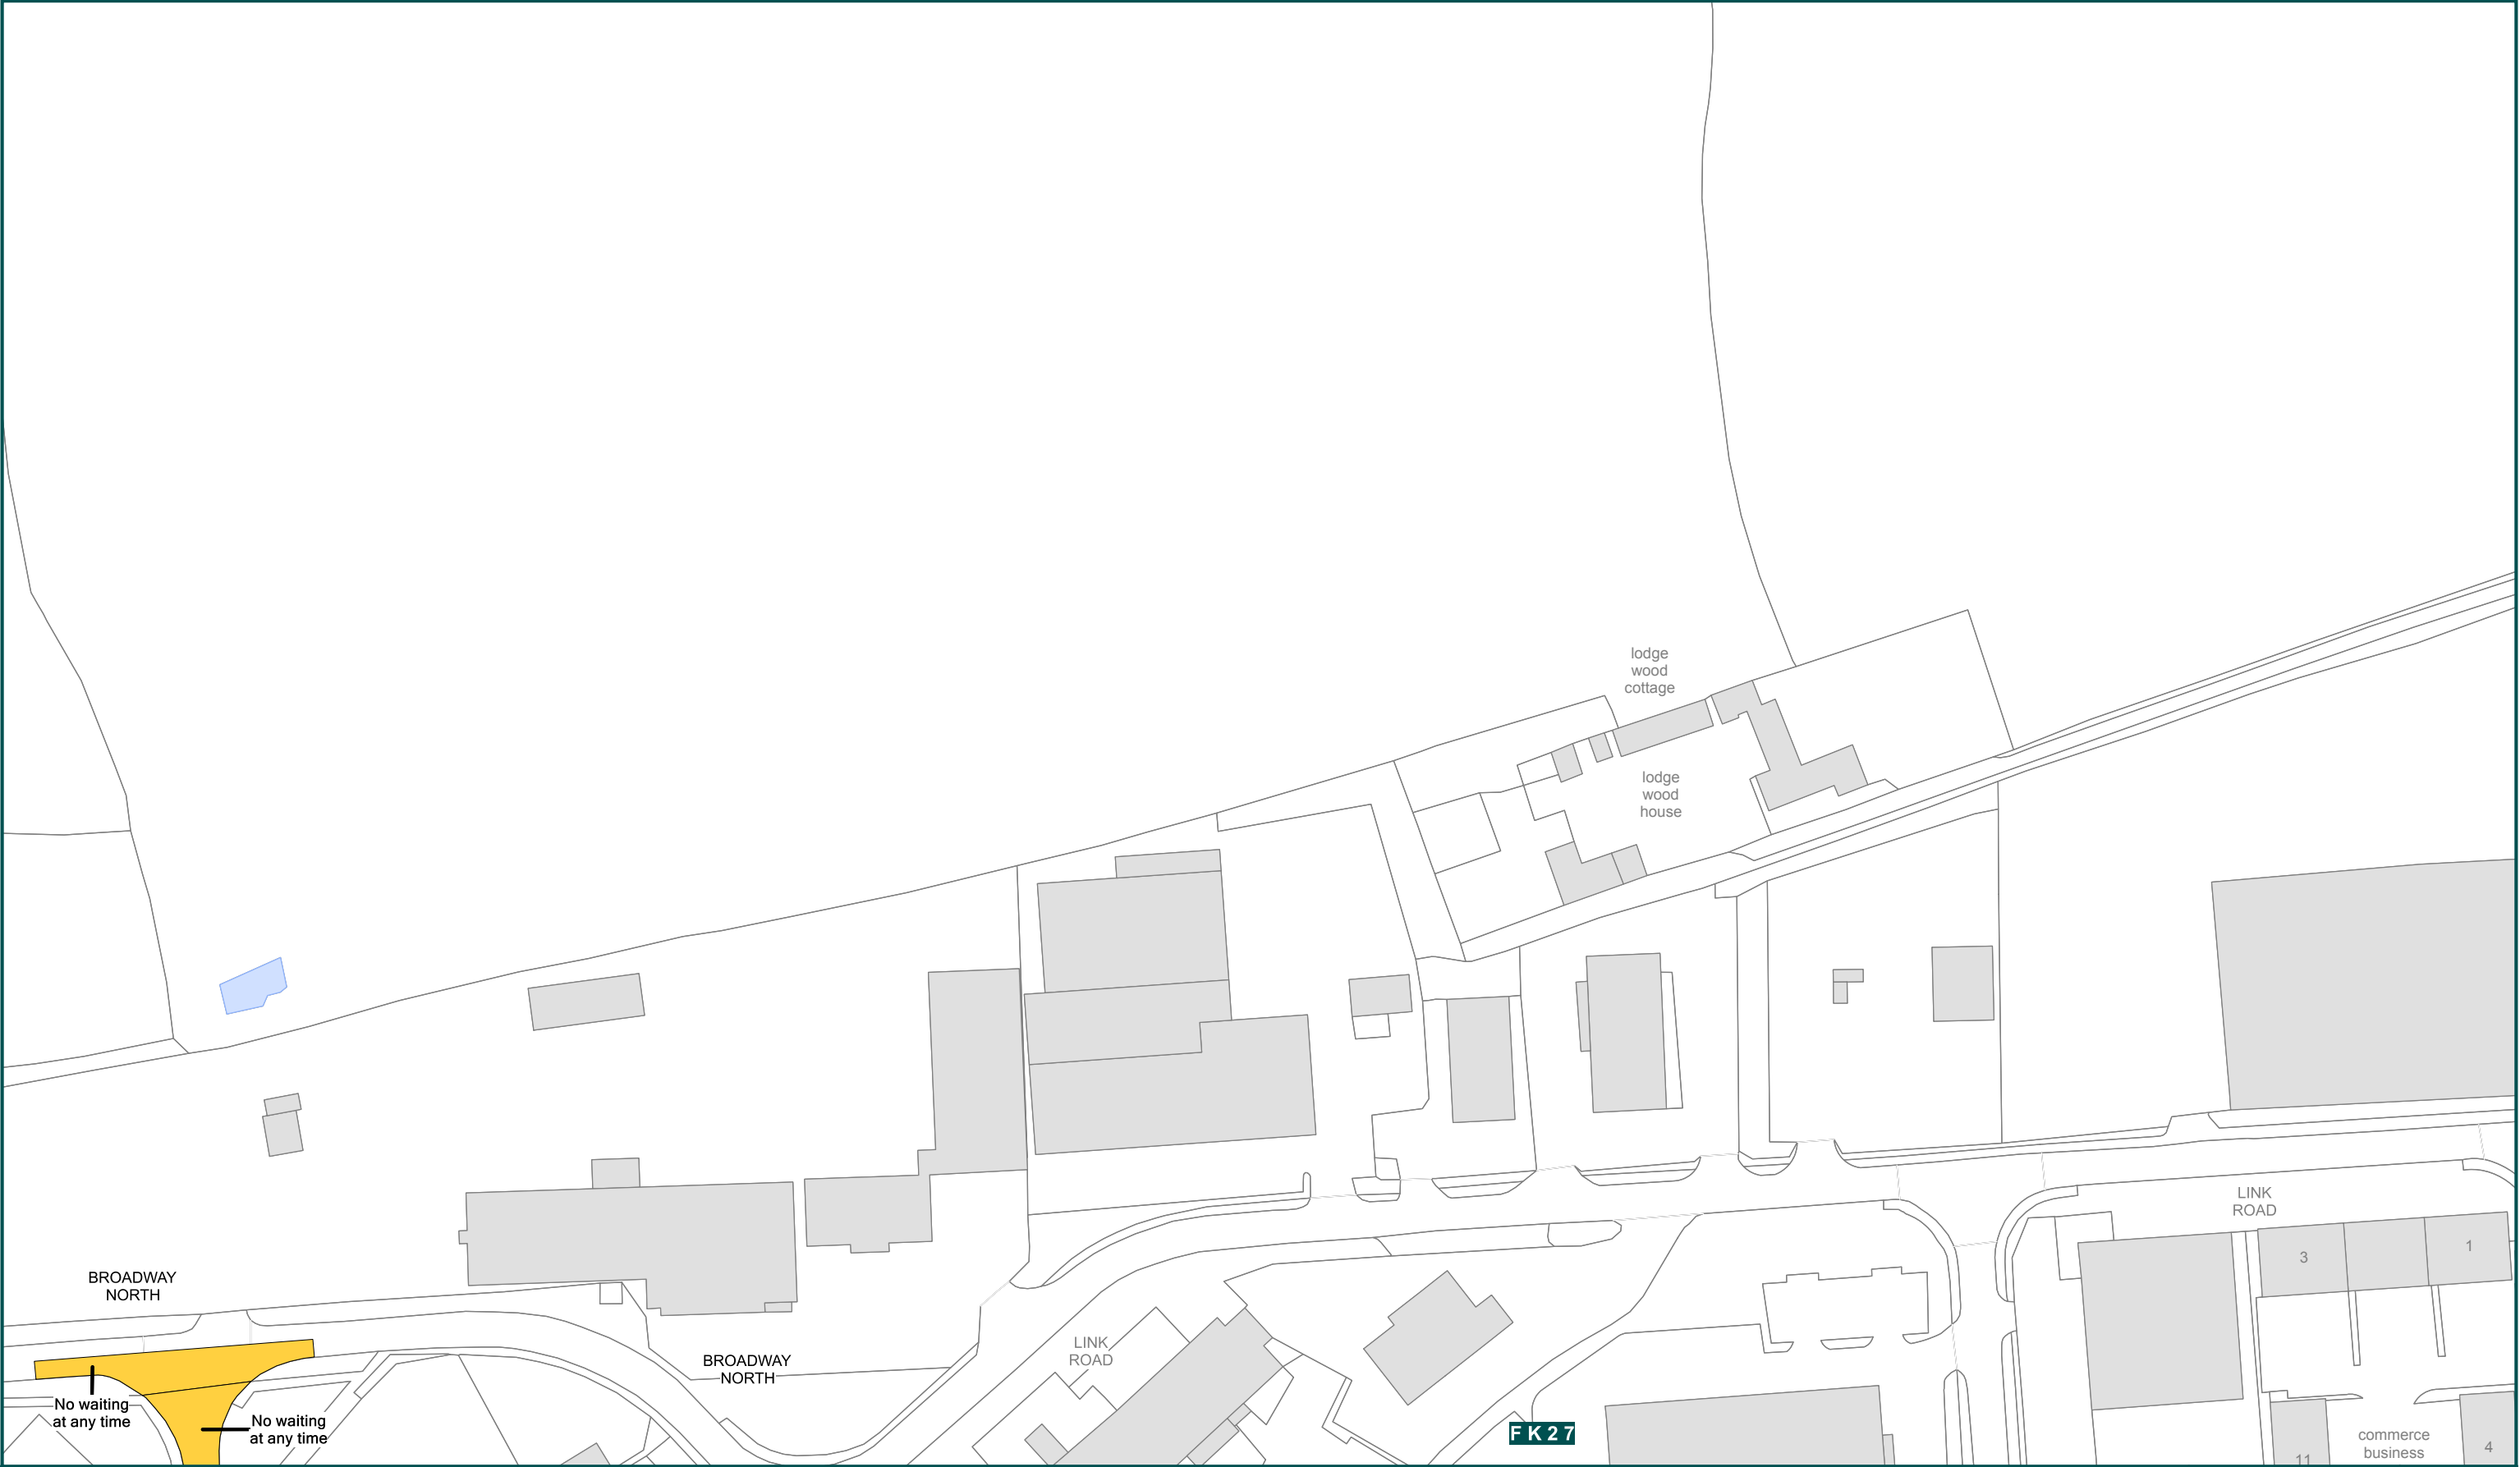 lodge
wood
cottage
lodge
wood
house
LINK
ROAD
3
1
BROADWAY
NORTH
LINK
ROAD
BROADWAY
NORTH
No waiting
at any time
No waiting
at any time
FK27
commerce
business
4
11